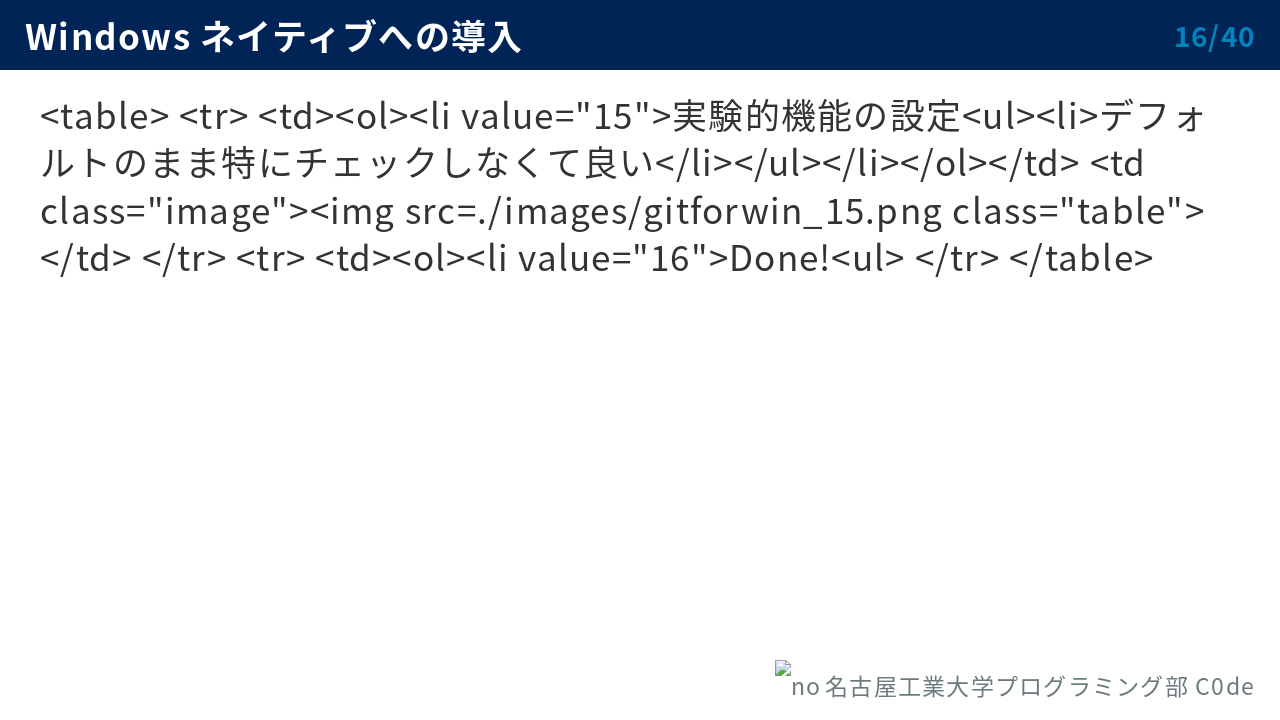 Windows ネイティブへの導入
16/40
<table> <tr> <td><ol><li value="15">実験的機能の設定<ul><li>デフォ
ルトのまま特にチェックしなくて良い</li></ul></li></ol></td> <td
class="image"><img src=./images/gitforwin_15.png class="table">
</td> </tr> <tr> <td><ol><li value="16">Done!<ul> </tr> </table>
no 名古屋工業大学プログラミング部 C0de